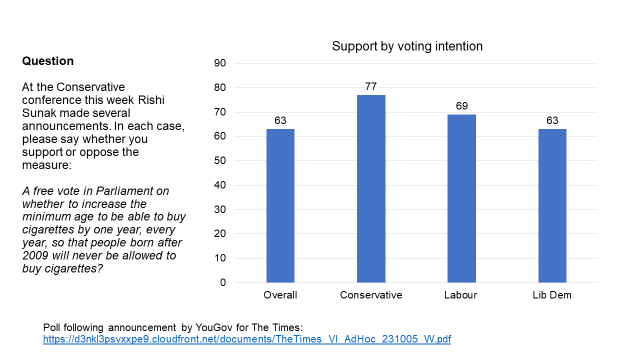 Support by voting intention
Question
At the Conservative
conference this week Rishi
Sunak made several
announcements. In each case,
please say whether you
support or oppose the
measure:
A free vote in Parliament on
whether to increase the
minimum age to be able to buy
cigarettes by one year, every
year, so that people born after
2009 will never be allowed to
buy cigarettes?
90
80
70
60
50
40
30
20
10
0
63
77
69
63
Overall
Conservative
Labour
Lib Dem
Poll following announcement by YouGov for The Times:
https://d3nkl3psvxxpe9.cloudfront.net/documents/TheTimes_VI_AdHoc_231005_W.pdf